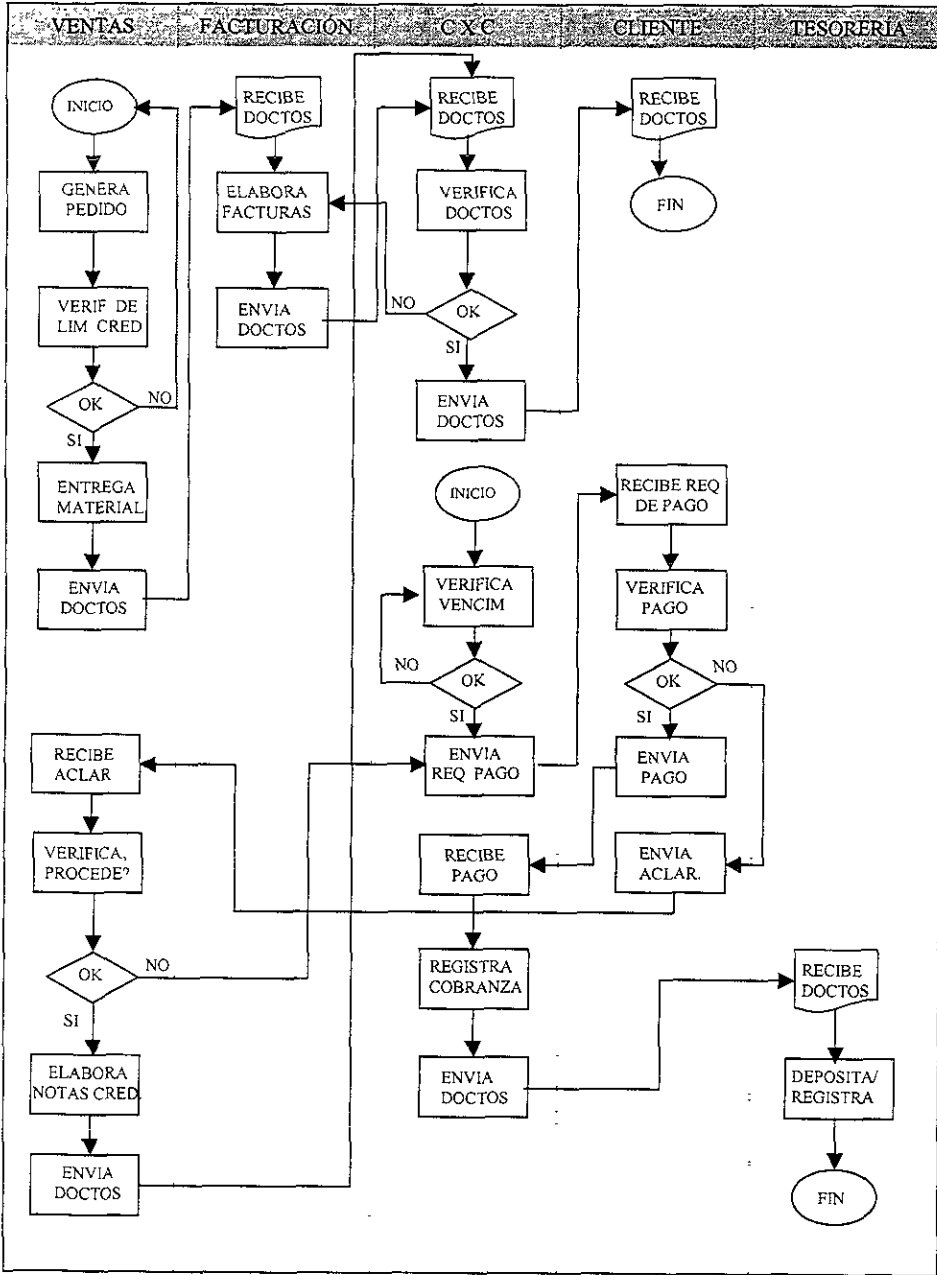 VENTAS FACTURACIÓN C X C CLIENTE TESORERIA
INICIO
GENERA
PEDIDO
VERIF DE
LIM CRED
OK
NO
SI
ENTREGA
MATERIAL
ENVIA
DOCTOS
RECIBE
DOCTOS
ELABORA
FACTURAS
ENVIA
DOCTOS
RECIBE
DOCTOS
VERIFICA
DOCTOS
NO
OK
SI
ENVIA
DOCTOS
RECIBE
DOCTOS
FIN
INICIO
VERIFICA
VENCIM
NO
OK
SI
ENVIA
REQ PAGO
RECIBE REQ
DE PAGO
VERIFICA
PAGO
NO
OK
SI
ENVIA
PAGO
ENVIA
ACLAR.
RECIBE
ACLAR
VERIFICA,
PROCEDE?
OK
NO
SI
ELABORA
NOTAS CRED.
ENVIA
DOCTOS
RECIBE
PAGO
REGISTRA
COBRANZA
ENVIA
DOCTOS
RECIBE
DOCTOS
DEPOSITA/
REGISTRA
FIN